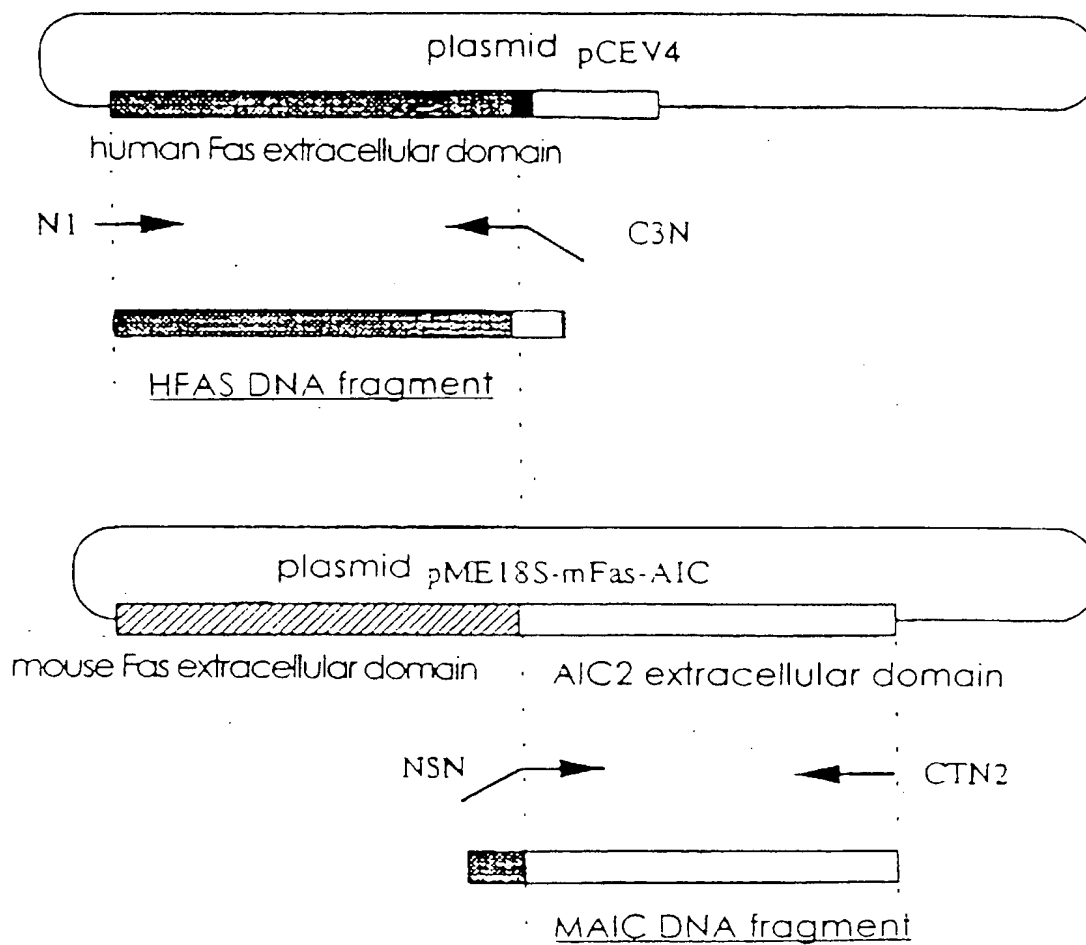 plasmid pCEV4
human Fas extracellular domain
N1
C3N
HFAS DNA fragment
plasmid pME18S-mFas-AIC
mouse Fas extracellular domain
AIC2 extracellular domain
NSN
CTN2
MAIC DNA fragment